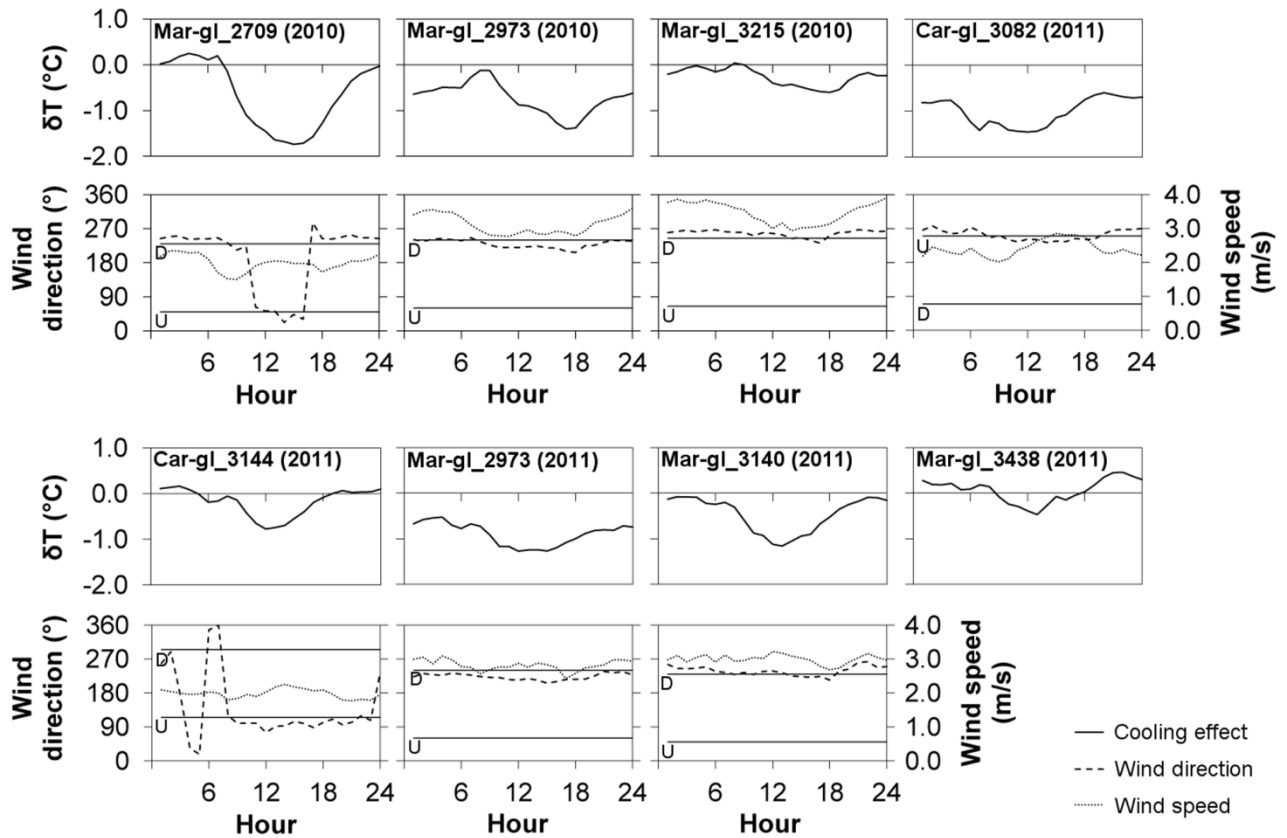 Mar-gl_2709 (2010) Mar-gl_2973 (2010) Mar-gl_3215 (2010) Car-gl_3082 (2011)
δT (°C)
1.0
0.0
-1.0
-2.0
Wind direction (°)
360
270
180
90
0
D
U
D
U
D
U
U
D
4.0
3.0
2.0
1.0
0.0
Wind speed (m/s)
6 12 18 24 6 12 18 24 6 12 18 24 6 12 18 24
Hour Hour Hour Hour
Car-gl_3144 (2011) Mar-gl_2973 (2011) Mar-gl_3140 (2011) Mar-gl_3438 (2011)
δT (°C)
1.0
0.0
-1.0
-2.0
Wind direction (°)
360
270
180
90
0
D
U
D
U
D
U
4.0
3.0
2.0
1.0
0.0
Wind speed (m/s)
6 12 18 24 6 12 18 24 6 12 18 24
Hour Hour Hour
Cooling effect
Wind direction
Wind speed